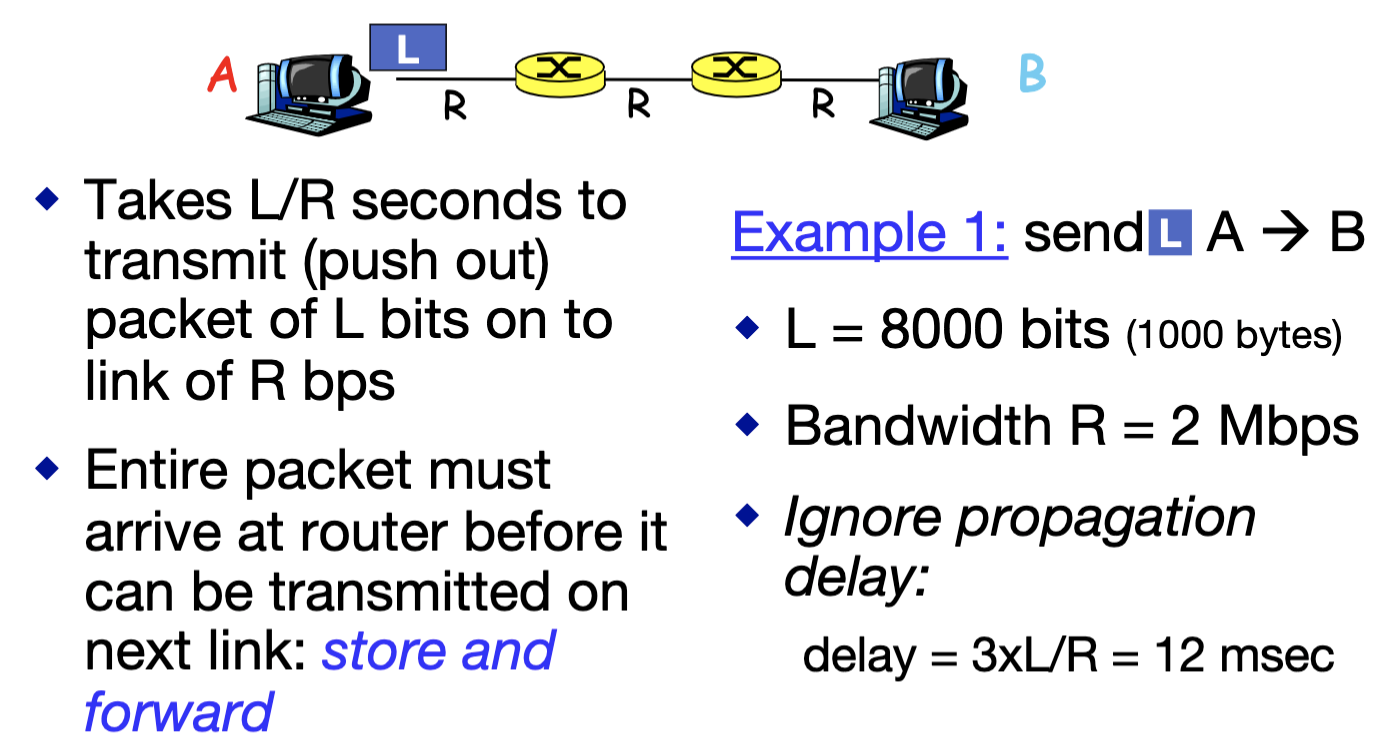 A
L
B
R
R
R
◆ Takes L/R seconds to
transmit (push out)
packet of L bits on to
link of R bps
◆ Entire packet must
arrive at router before it
can be transmitted on
next link: store and
forward
Example 1: send L A → B
◆ L = 8000 bits (1000 bytes)
◆ Bandwidth R = 2 Mbps
◆ Ignore propagation
delay:
delay = 3xL/R = 12 msec